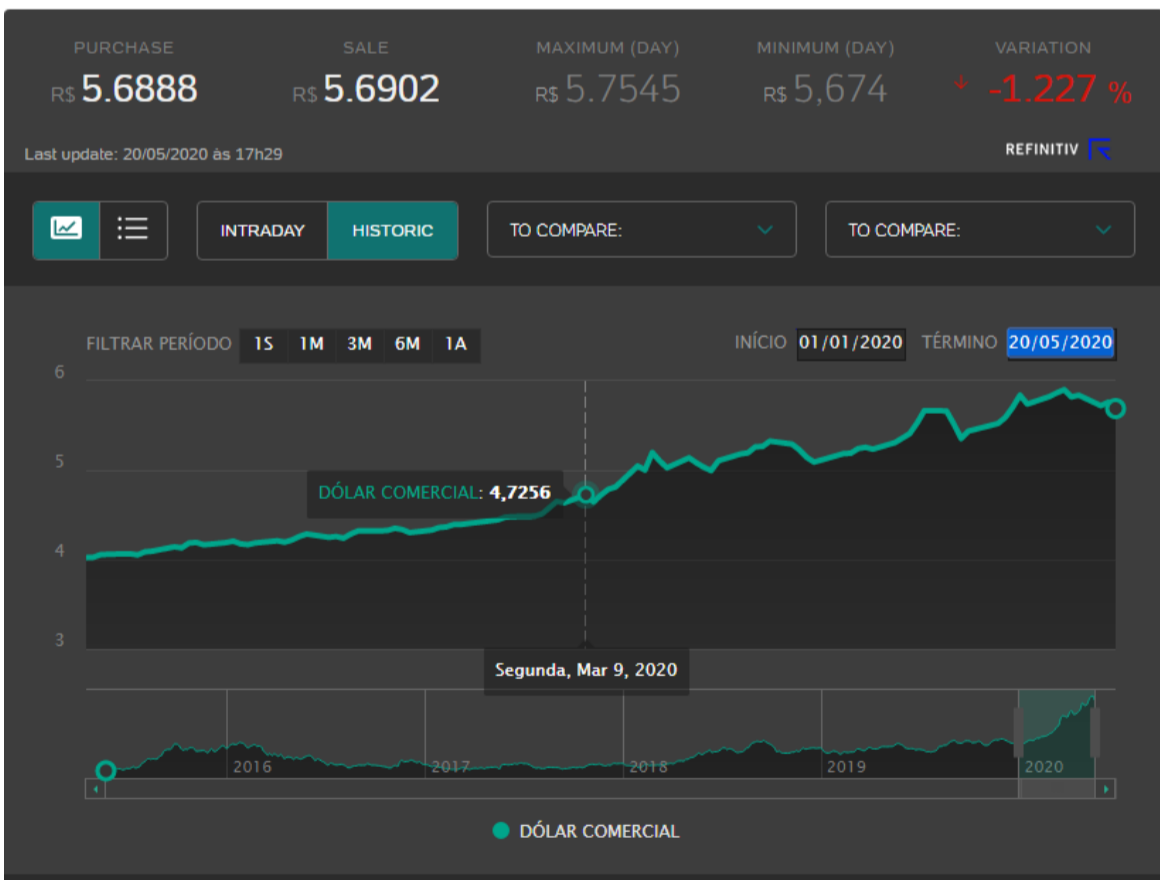 PURCHASE SALE MAXIMUM (DAY) MINIMUM (DAY) VARIATION
R$ 5.6888 R$ 5.6902 R$ 5.7545 R$ 5,674 -1.227 %
Last update: 20/05/2020 às 17h29 REFINITIV
INTRADAY HISTORIC TO COMPARE: TO COMPARE:
FILTRAR PERÍODO 1S 1M 3M 6M 1A INÍCIO 01/01/2020 TÉRMINO 20/05/2020
6
5
DÓLAR COMERCIAL: 4,7256
4
3
Segunda, Mar 9, 2020
2016 2017 2018 2019 2020
DÓLAR COMERCIAL